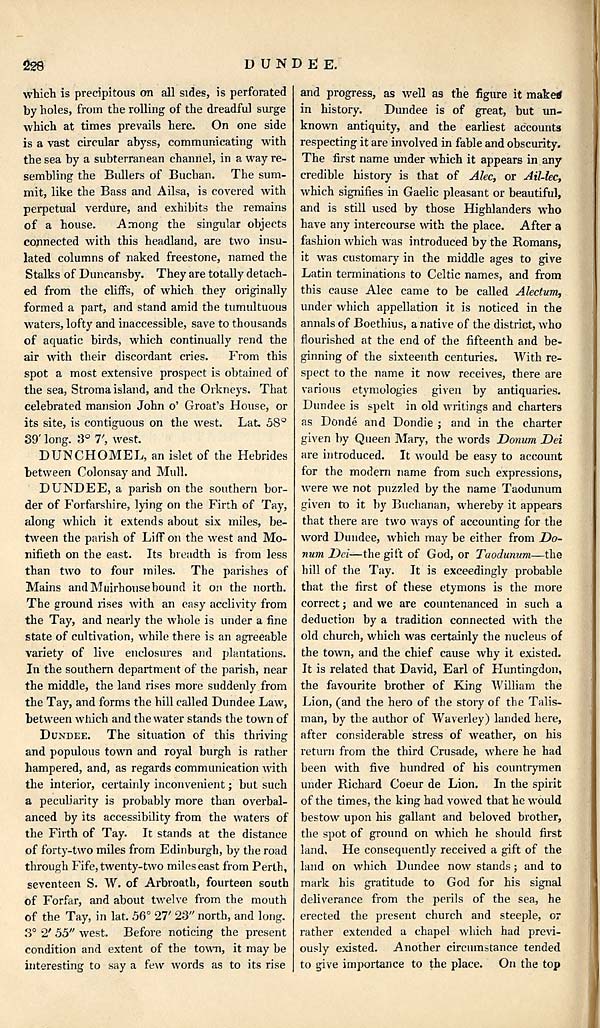 228
DUNDEE.
which is precipitous on all sides, is perforated
by holes, from the rolling of the dreadful surge
which at times prevails here. On one side
is a vast circular abyss, communicating with
the sea by a subterranean channel, in a way re-
sembling the Bullers of Buchan. The sum-
mit, like the Bass and Ailsa, is covered with
perpetual verdure, and exhibits the remains
of a house. Among the singular objects
connected with this headland, are two insu-
lated columns of naked freestone, named the
Stalks of Duncansby. They are totally detach-
ed from the cliffs, of which they originally
formed a part, and stand amid the tumultuous
waters, lofty and inaccessible, save to thousands
of aquatic birds, which continually rend the
air with their discordant cries. From this
spot a most extensive prospect is obtained of
the sea, Stroma island, and the Orkneys. That
celebrated mansion John o' Groat's House, or
its site, is contiguous on the west. Lat. 58°
39' long. 3° 7', west.
DUNCHOMEL, an islet of the Hebrides
between Colonsay and Mull.
DUNDEE, a parish on the southern bor-
der of Forfarshire, lying on the Firth of Tay,
along which it extends about six miles, be-
tween the parish of Liff on the west and Mo-
nifieth on the east. Its breadth is from less
than two to four miles. The parishes of
Mains and Muirhouse bound it on the north.
The ground rises with an easy acclivity from
the Tay, and nearly the whole is under a fine
state of cultivation, while there is an agreeable
variety of live enclosures and plantations.
In the southern department of the parish, near
the middle, the land rises more suddenly from
the Tay, and forms the hill called Dundee Law,
between which and the water stands the town of
DUNDEE. The situation of this thriving
and populous town and royal burgh is rather
hampered, and, as regards communication with
the interior, certainly inconvenient; but such
a peculiarity is probably more than overbal-
anced by its accessibility from the waters of
the Firth of Tay. It stands at the distance
of forty-two miles from Edinburgh, by the road
through Fife, twenty-two miles east from Perth,
seventeen S. W. of Arbroath, fourteen south
of Forfar, and about twelve from the mouth
of the Tay, in lat. 56° 27' 23" north, and long.
3° 2' 55" west. Before noticing the present
condition and extent of the town, it may be
interesting to say a few words as to its rise
and progress, as well as the figure it makes
in history. Dundee is of great, but un-
known antiquity, and the earliest accounts
respecting it are involved in fable and obscurity.
The first name under which it appears in any
credible history is that of Alec, or Ail-lec,
which signifies in Gaelic pleasant or beautiful,
and is still used by those Highlanders who
have any intercourse with the place. After a
fashion which was introduced by the Romans,
it was customary in the middle ages to give
Latin terminations to Celtic names, and from
this cause Alec came to be called Alectum,
under which appellation it is noticed in the
annals of Boethius, a native of the district, who
flourished at the end of the fifteenth and be-
ginning of the sixteenth centuries. With re-
spect to the name it now receives, there are
various etymologies given by antiquaries.
Dundee is spelt in old writings and charters
as Dondé and Dondie; and in the charter
given by Queen Mary, the words Donum Dei
are introduced. It would be easy to account
for the modern name from such expressions,
were we not puzzled by the name Taodunum
given to it by Buchanan, whereby it appears
that there are two ways of accounting for the
word Dundee, which may be either from Do-
num Dei—the gift of God, or Taodunum—the
hill of the Tay. It is exceedingly probable
that the first of these etymons is the more
correct; and we are countenanced in such a
deduction by a tradition connected with the
old church, which was certainly the nucleus of
the town, and the chief cause why it existed.
It is related that David, Earl of Huntingdon,
the favourite brother of King William the
Lion, (and the hero of the story of the Talis-
man, by the author of Waverley) landed here,
after considerable stress of weather, on his
return from the third Crusade, where he had
been with five hundred of his countrymen
under Richard Coeur de Lion. In the spirit
of the times, the king had vowed that he would
bestow upon his gallant and beloved brother,
the spot of ground on which he should first
land. He consequently received a gift of the
land on which Dundee now stands; and to
mark his gratitude to God for his signal
deliverance from the perils of the sea, he
erected the present church and steeple, or
rather extended a chapel which had previ-
ously existed. Another circumstance tended
to give importance to the place. On the top